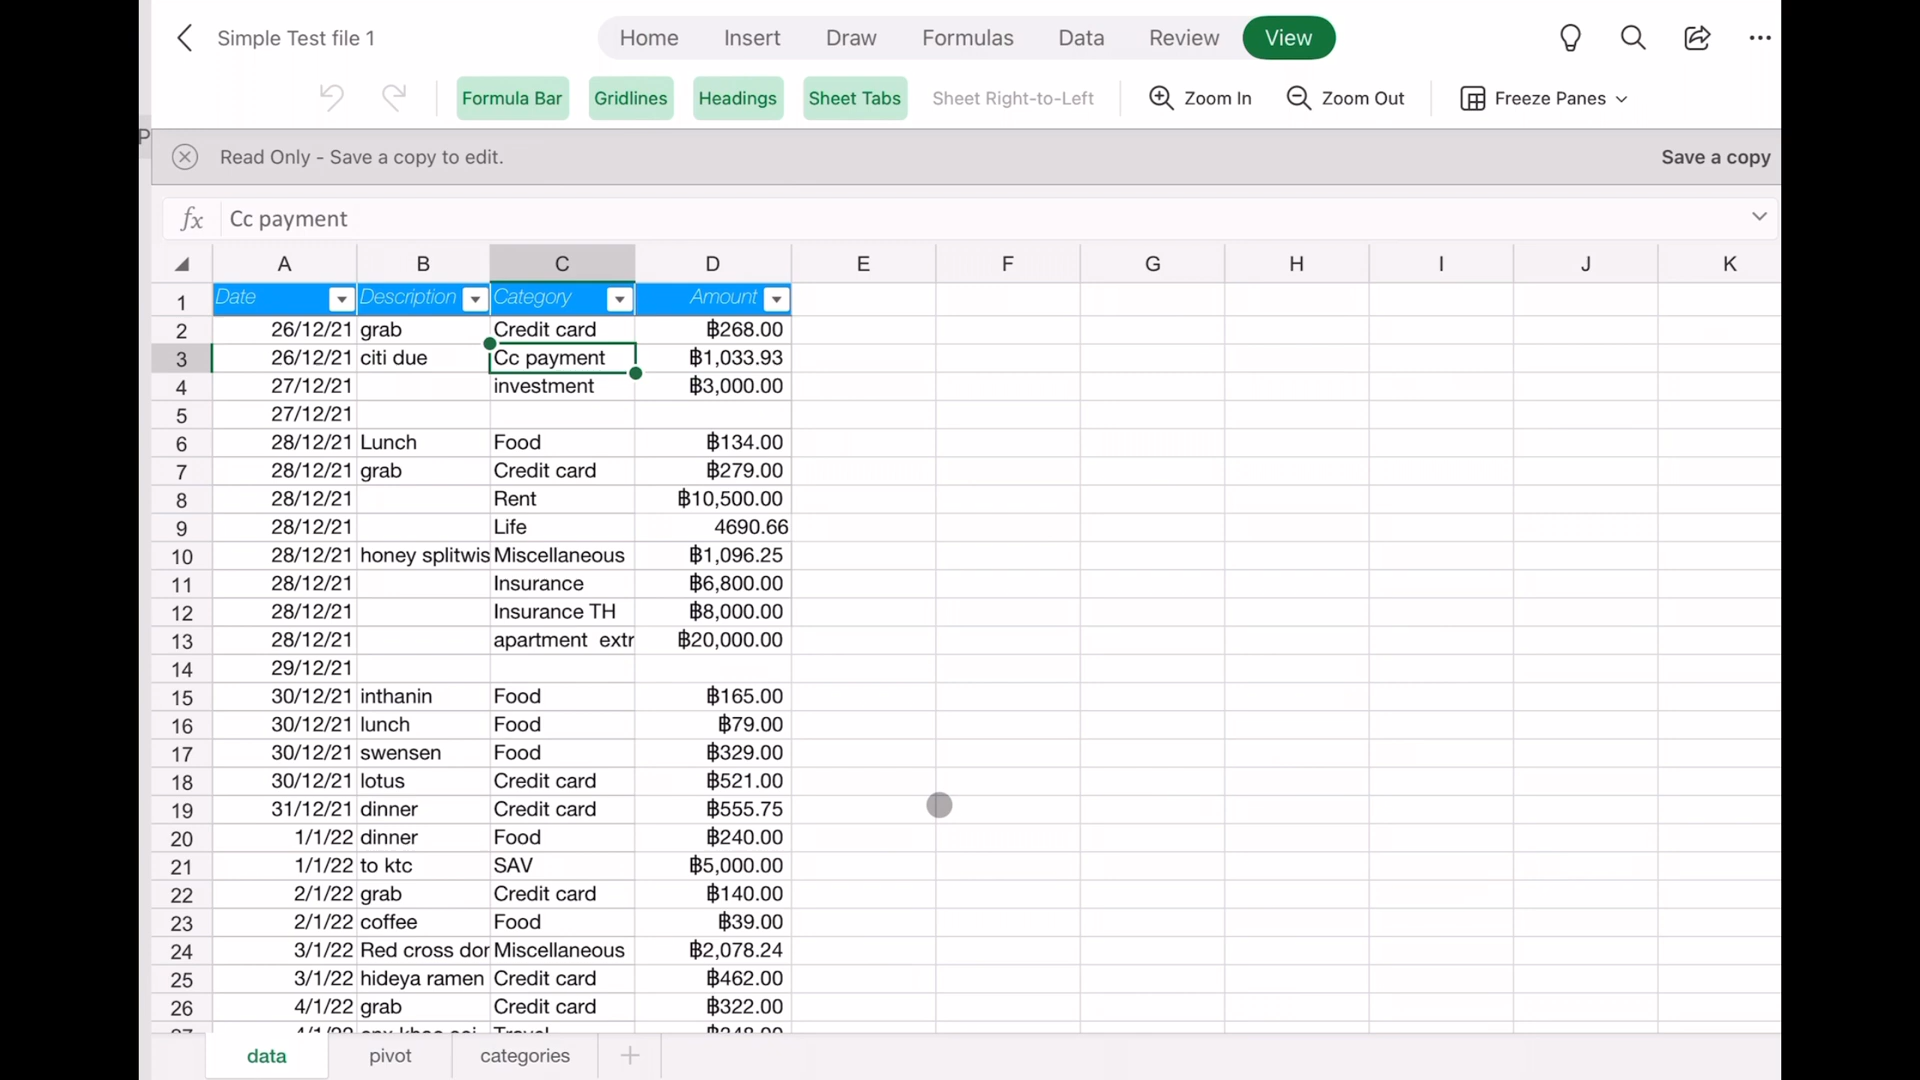 Simple Test file 1 Home Insert Draw Formulas Data Review View
Formula Bar Gridlines Headings Sheet Tabs Sheet Right-to-Left Zoom In Zoom Out Freeze Panes
P
Read Only - Save a copy to edit. Save a copy
fx Cc payment
A B C D E F G H I J K
1 Date Description Category Amount
2 26/12/21 grab Credit card ฿268.00
3 26/12/21 citi due Cc payment ฿1,033.93
4 27/12/21 investment ฿3,000.00
5 27/12/21
6 28/12/21 Lunch Food ฿134.00
7 28/12/21 grab Credit card ฿279.00
8 28/12/21 Rent ฿10,500.00
9 28/12/21 Life 4690.66
10 28/12/21 honey splitwis Miscellaneous ฿1,096.25
11 28/12/21 Insurance ฿6,800.00
12 28/12/21 Insurance TH ฿8,000.00
13 28/12/21 apartment extr ฿20,000.00
14 29/12/21
15 30/12/21 inthanin Food ฿165.00
16 30/12/21 lunch Food ฿79.00
17 30/12/21 swensen Food ฿329.00
18 30/12/21 lotus Credit card ฿521.00
19 31/12/21 dinner Credit card ฿555.75
20 1/1/22 dinner Food ฿240.00
21 1/1/22 to ktc SAV ฿5,000.00
22 2/1/22 grab Credit card ฿140.00
23 2/1/22 coffee Food ฿39.00
24 3/1/22 Red cross dor Miscellaneous ฿2,078.24
25 3/1/22 hideya ramen Credit card ฿462.00
26 4/1/22 grab Credit card ฿322.00
data pivot categories